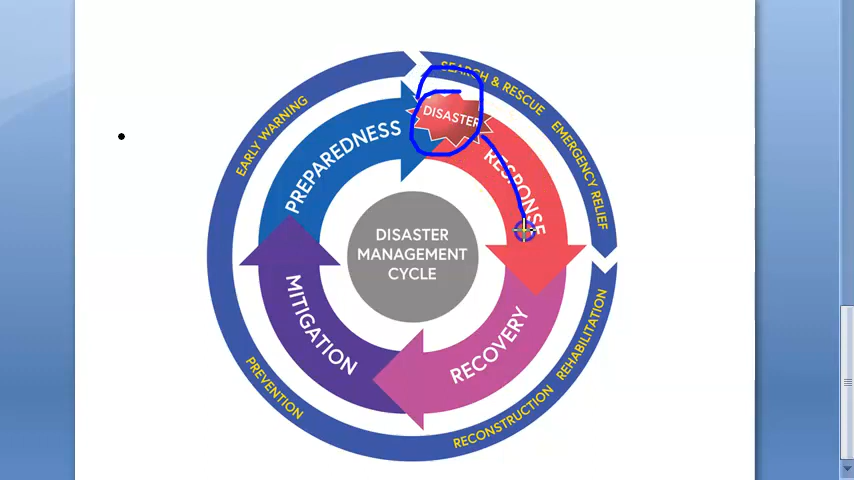 SEARCH & RESCUE
EMERGENCY RELIEF
EARLY WARNING
DISASTER
PREPAREDNESS
RESPONSE
DISASTER
MANAGEMENT
CYCLE
MITIGATION
RECOVERY
REHABILITATION
PREVENTION
RECONSTRUCTION